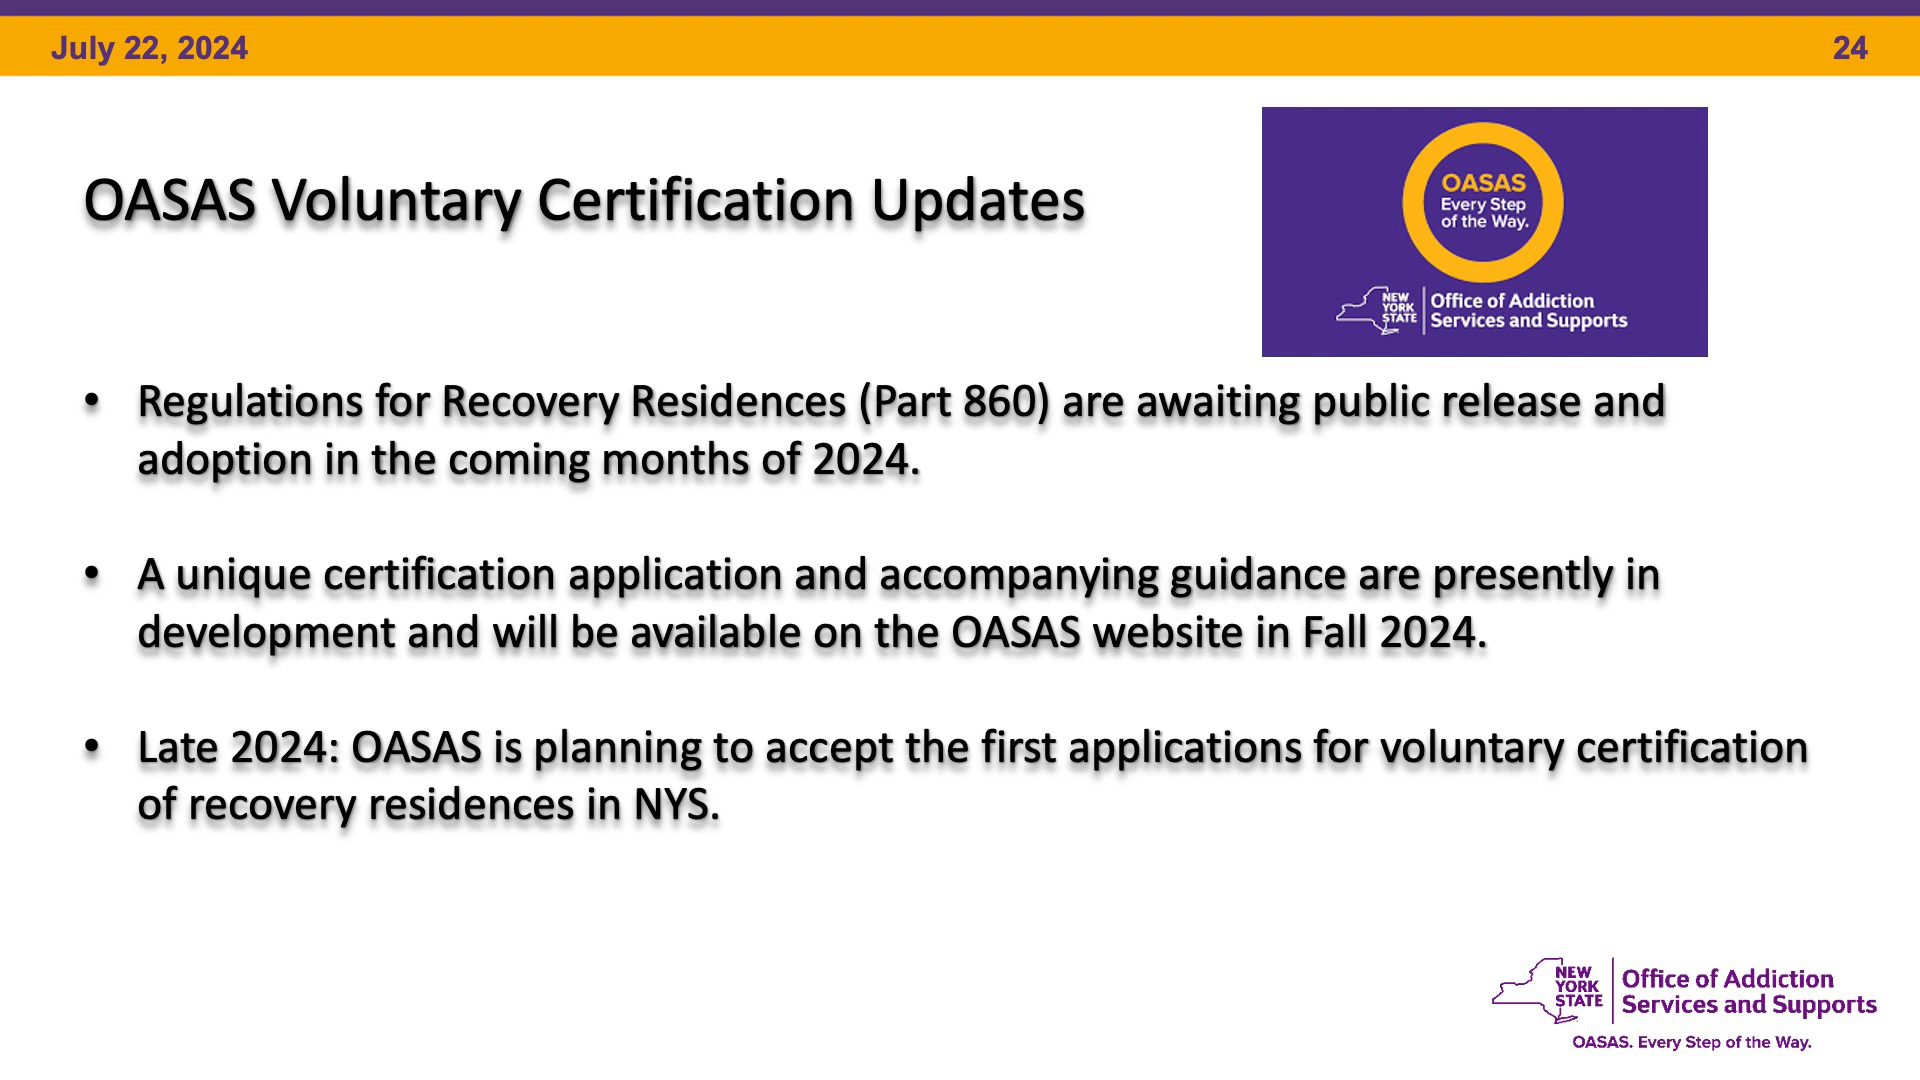 July 22, 2024
24
OASAS Voluntary Certification Updates
OASAS
Every Step
of the Way.
NEW
YORK
STATE
Office of Addiction
Services and Supports
• Regulations for Recovery Residences (Part 860) are awaiting public release and
adoption in the coming months of 2024.
• A unique certification application and accompanying guidance are presently in
development and will be available on the OASAS website in Fall 2024.
• Late 2024: OASAS is planning to accept the first applications for voluntary certification
of recovery residences in NYS.
NEW
YORK
STATE
Office of Addiction
Services and Supports
OASAS. Every Step of the Way.